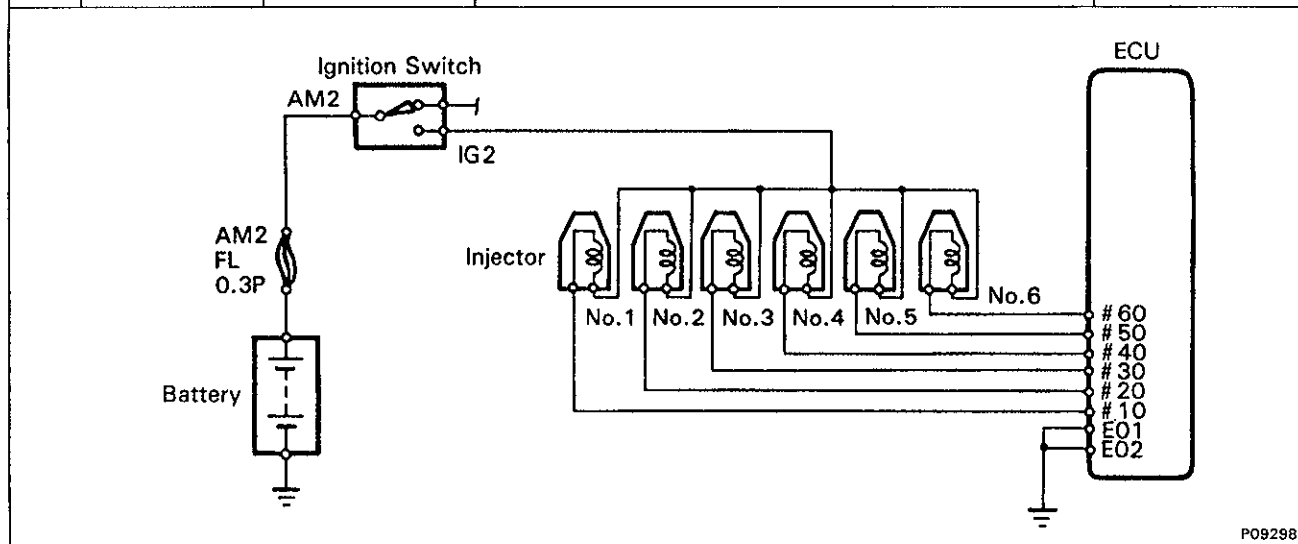 ECU
Ignition Switch
AM2
IG2
AM2
FL
0.3P
Injector
No.1 No.2 No.3 No.4 No.5 No.6
#60
#50
#40
#30
#20
#10
E01
E02
Battery
P09298